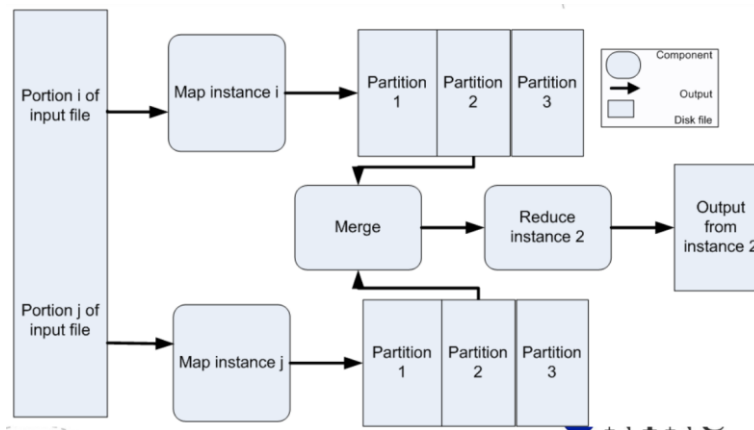 Portion i of
input file
Map instance i
Partition
1
Partition
2
Partition
3
Component
Output
Disk file
Merge
Reduce
instance 2
Output
from
instance 2
Portion j of
input file
Map instance j
Partition
1
Partition
2
Partition
3